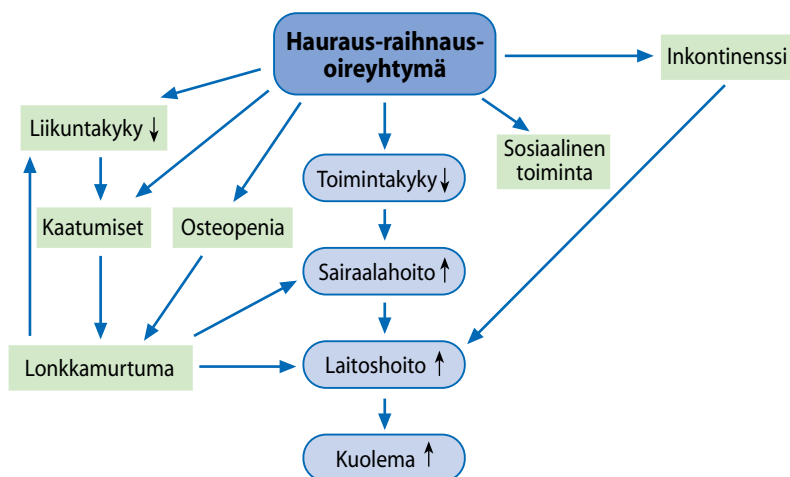 Hauraus-raihnaus-
oireyhtymä
Inkontinenssi
Liikuntakyky ↓
Sosiaalinen
toiminta
Toimintakyky ↓
Kaatumiset
Osteopenia
Sairaalahoito ↑
Lonkkamurtuma
Laitoshoito ↑
Kuolema ↑